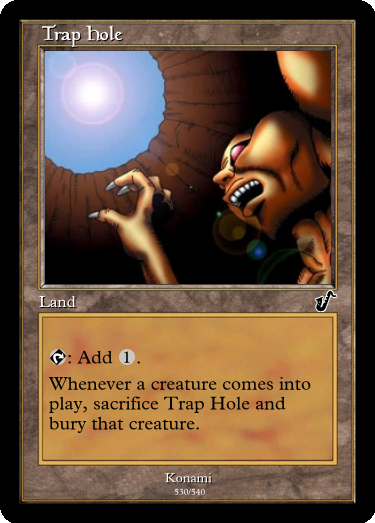 Trap hole
Land
: Add 1.
Whenever a creature comes into
play, sacrifice Trap Hole and
bury that creature.
Konami
530/540